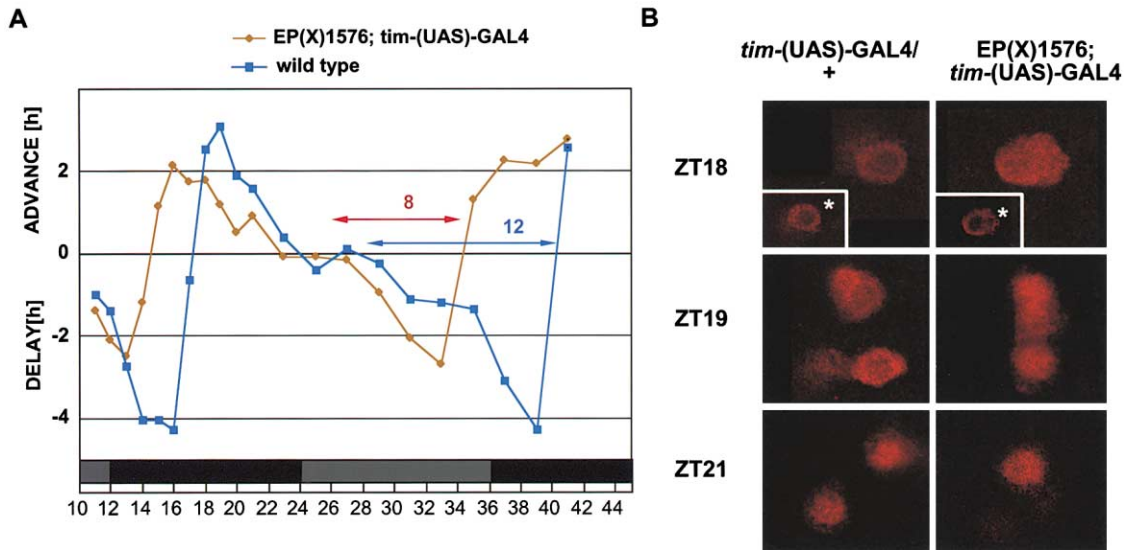 A
EP(X)1576; tim-(UAS)-GAL4
wild type
ADVANCE [h]
DELAY[h]
2
0
-2
-4
8
12
10 12 14 16 18 20 22 24 26 28 30 32 34 36 38 40 42 44
B
tim-(UAS)-GAL4/
+
EP(X)1576;
tim-(UAS)-GAL4
ZT18
*
*
ZT19
ZT21